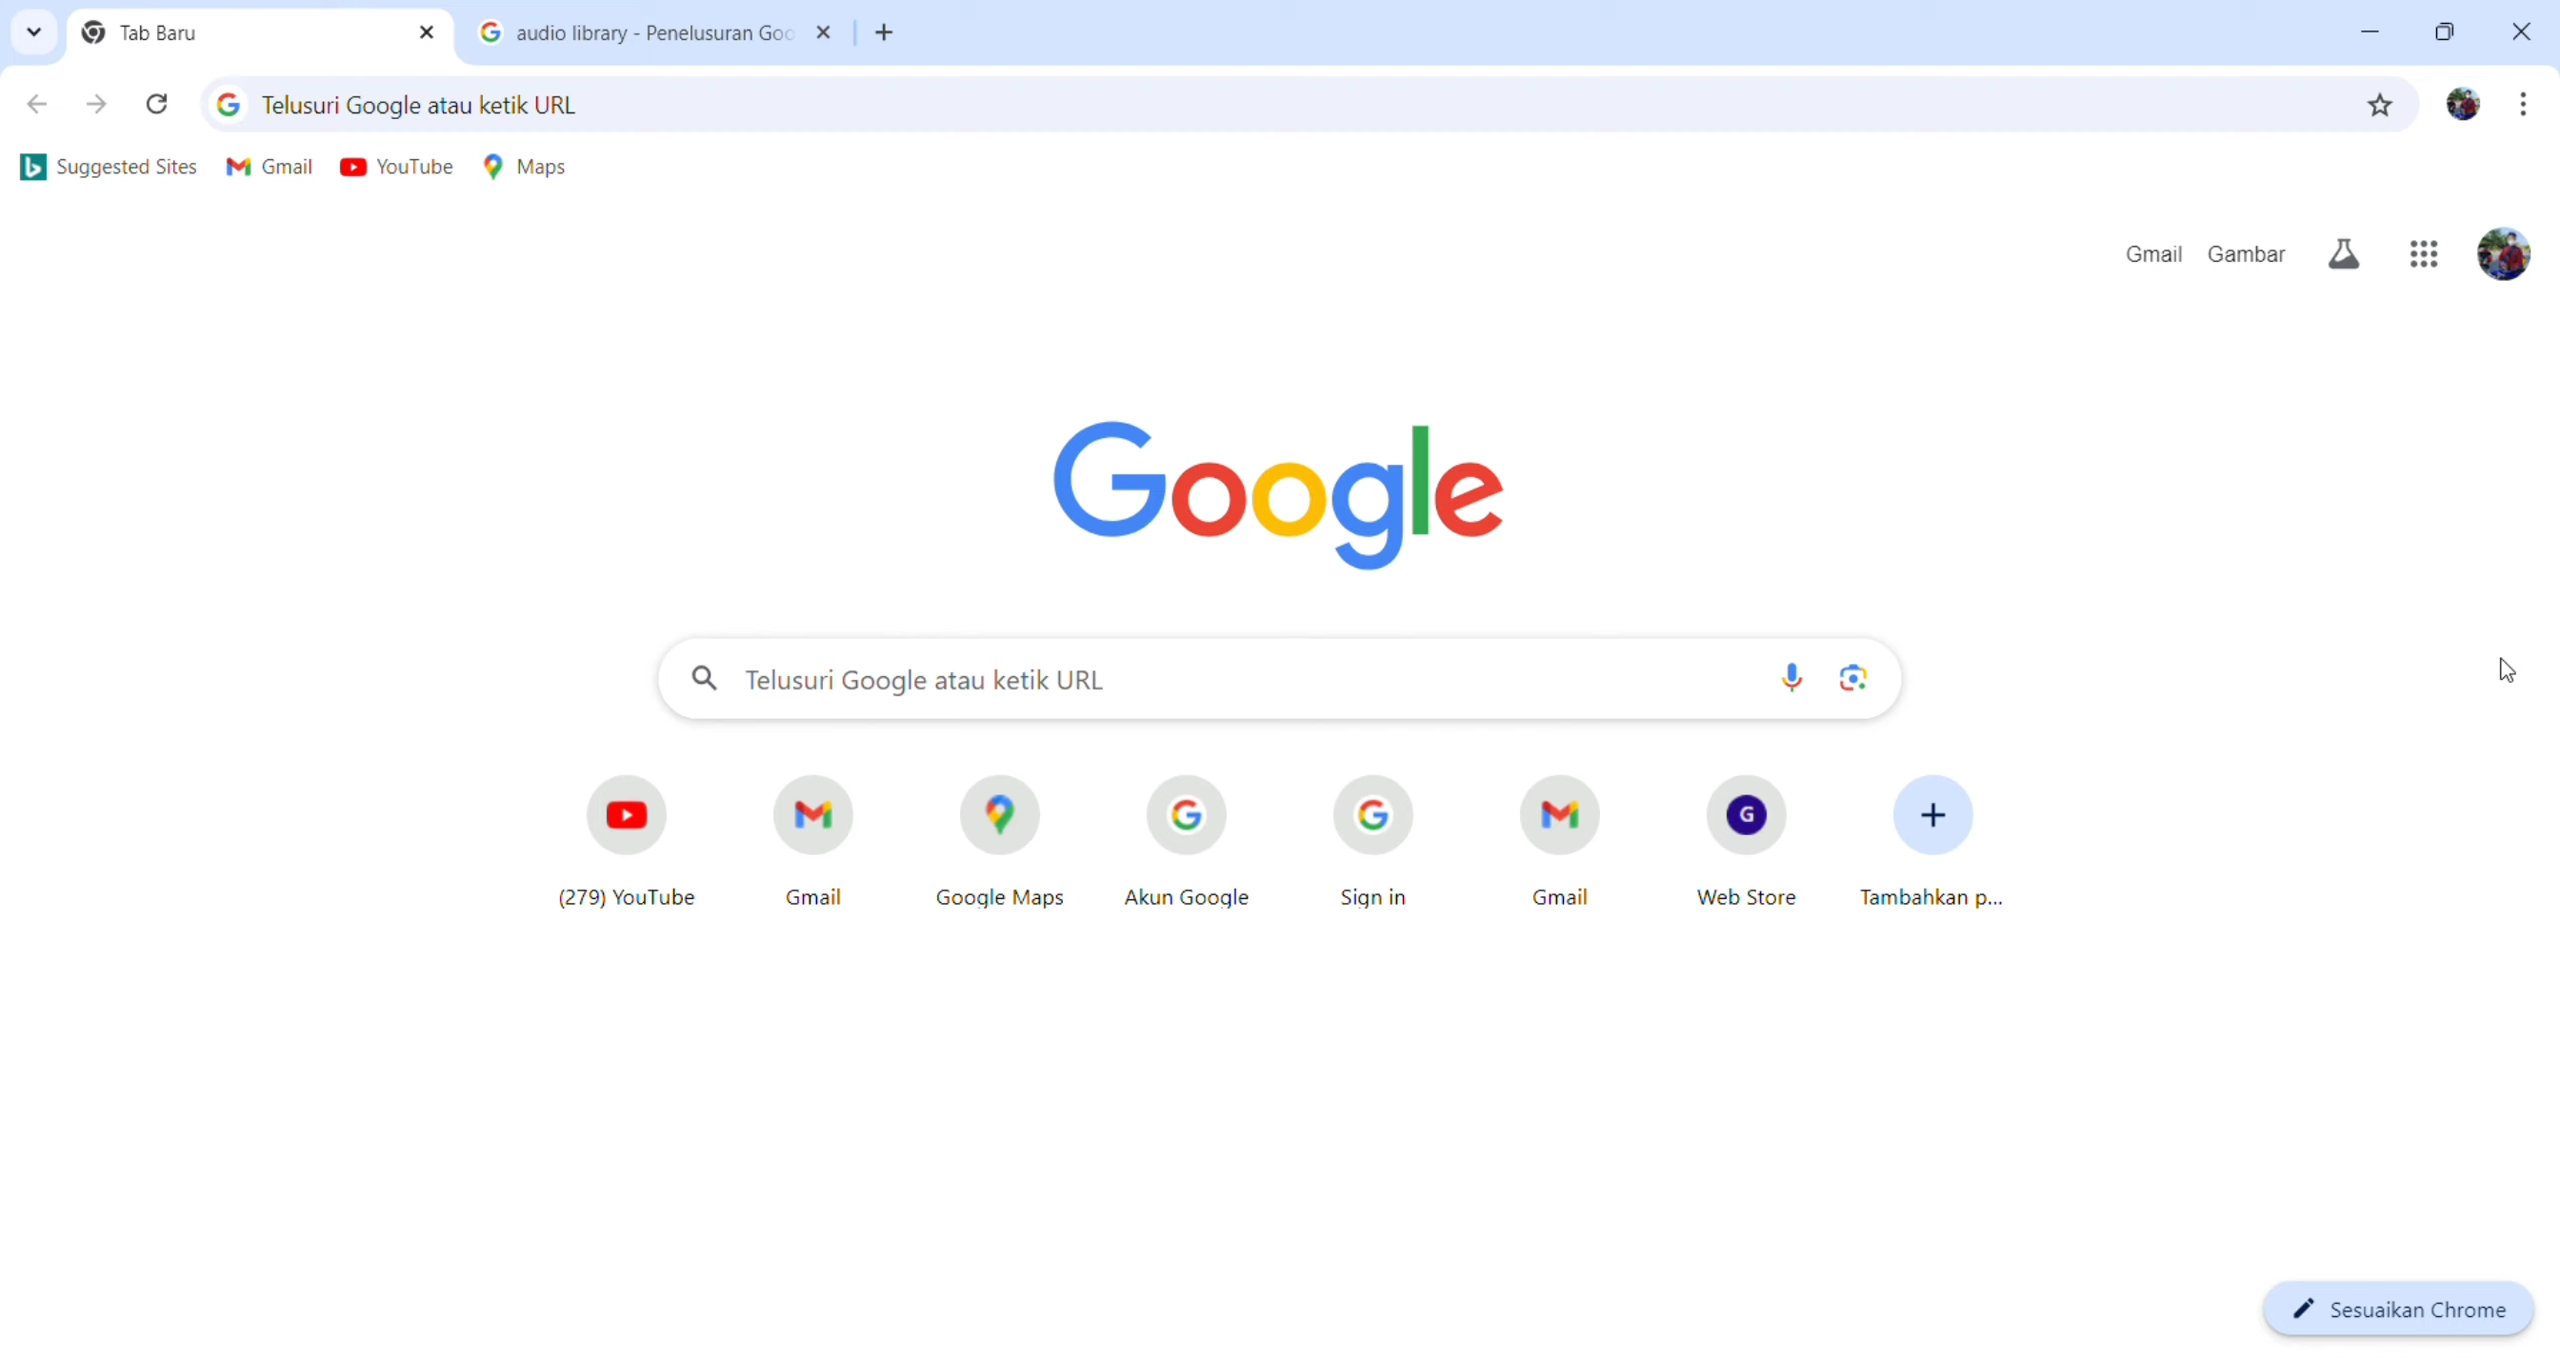 Tab Baru
audio library - Penelusuran Goo
Telusuri Google atau ketik URL
Suggested Sites
Gmail
YouTube
Maps
Gmail
Gambar
Google
Telusuri Google atau ketik URL
G
(279) YouTube
Gmail
Google Maps
Akun Google
Sign in
Gmail
Web Store
Tambahkan p...
Sesuaikan Chrome